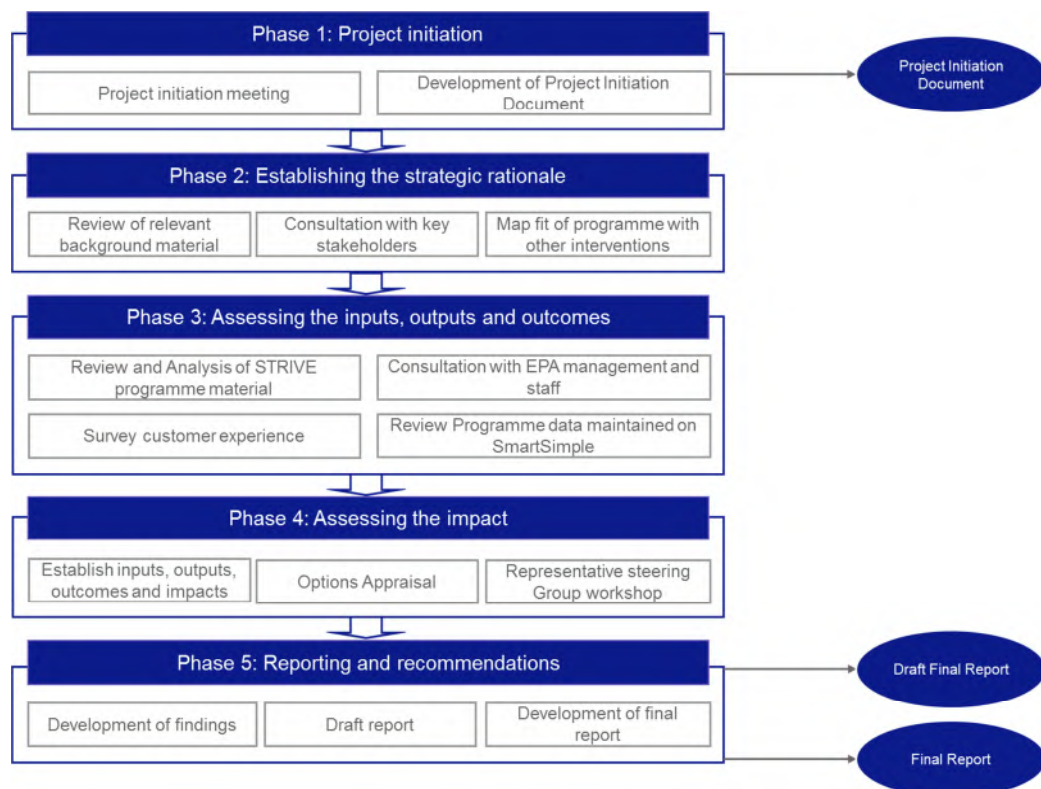 Phase 1: Project initiation
Project initiation meeting
Development of Project Initiation
Document
Project Initiation
Document
Phase 2: Establishing the strategic rationale
Review of relevant
background material
Consultation with key
stakeholders
Map fit of programme with
other interventions
Phase 3: Assessing the inputs, outputs and outcomes
Review and Analysis of STRIVE
programme material
Consultation with EPA management and
staff
Survey customer experience
Review Programme data maintained on
SmartSimple
Phase 4: Assessing the impact
Establish inputs, outputs,
outcomes and impacts
Options Appraisal
Representative steering
Group workshop
Phase 5: Reporting and recommendations
Draft Final Report
Development of findings
Draft report
Development of final
report
Final Report